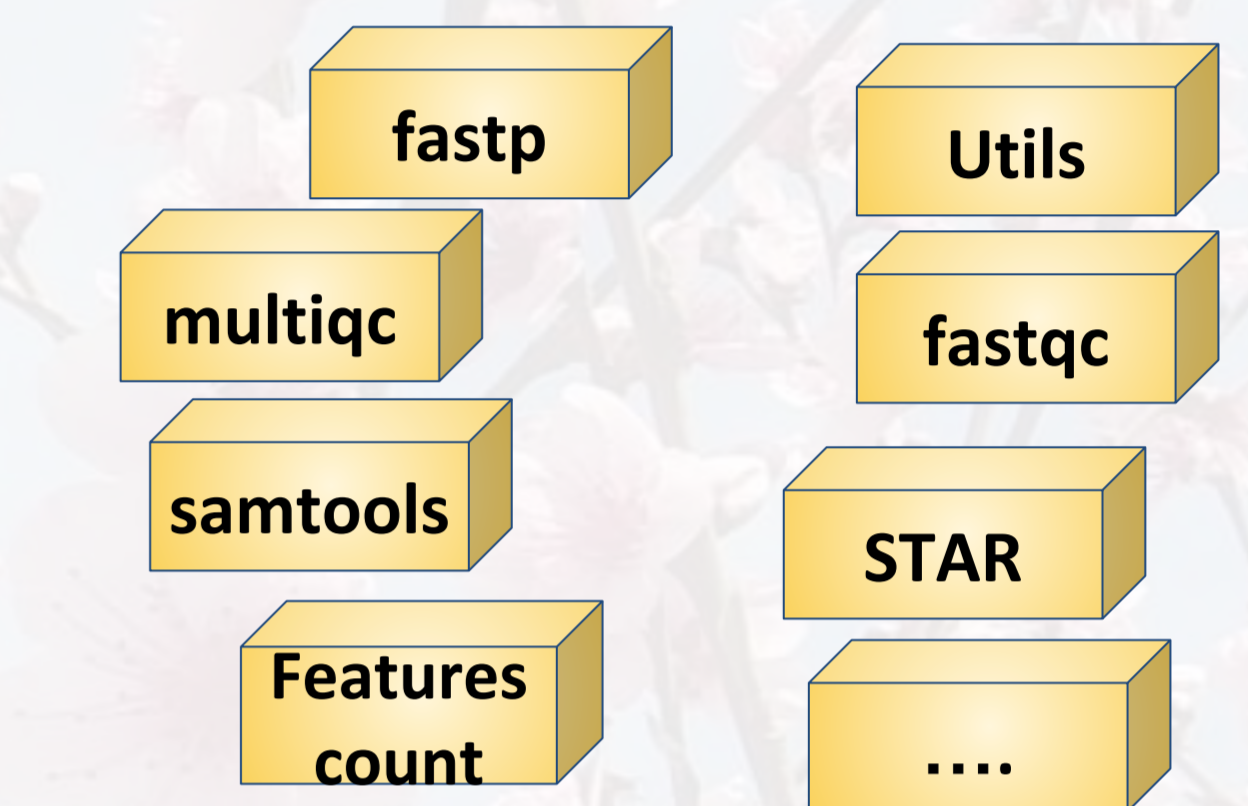 fastp
Utils
multiqc
fastqc
samtools
STAR
Features
count
....